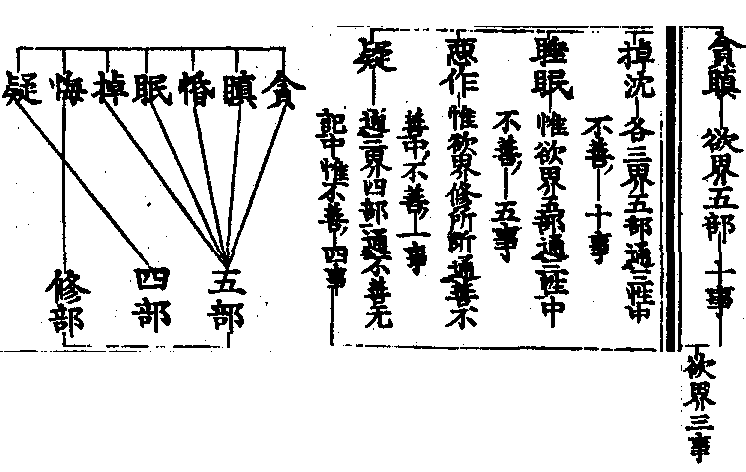 貪瞋 欲界五部 十事
欲界三事
掉沈 各三界五部通三性中
不善 十事
睡眠 惟欲界五部通三性中
不善 五事
惡作 惟欲界修所断通善不
善中不善 一事
疑 通三界四部通不善无
記中惟不善 四事
貪
瞋
惛
眠
掉
悔
疑
五部
四部
修部